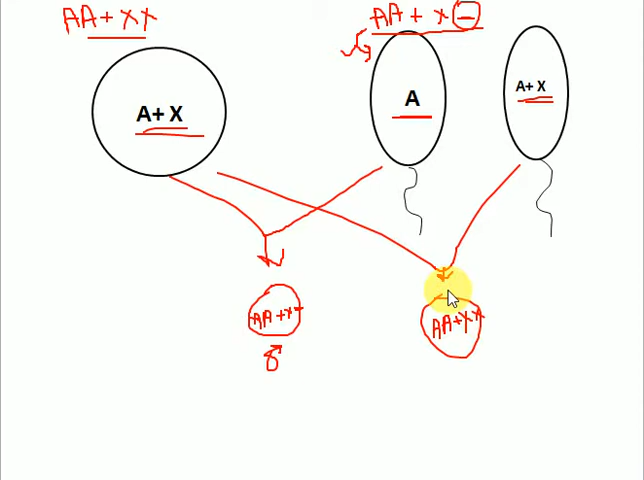 AA + XX
AA + X –
A+ X
A
A+ X
AA+X–
AA+XX
♂